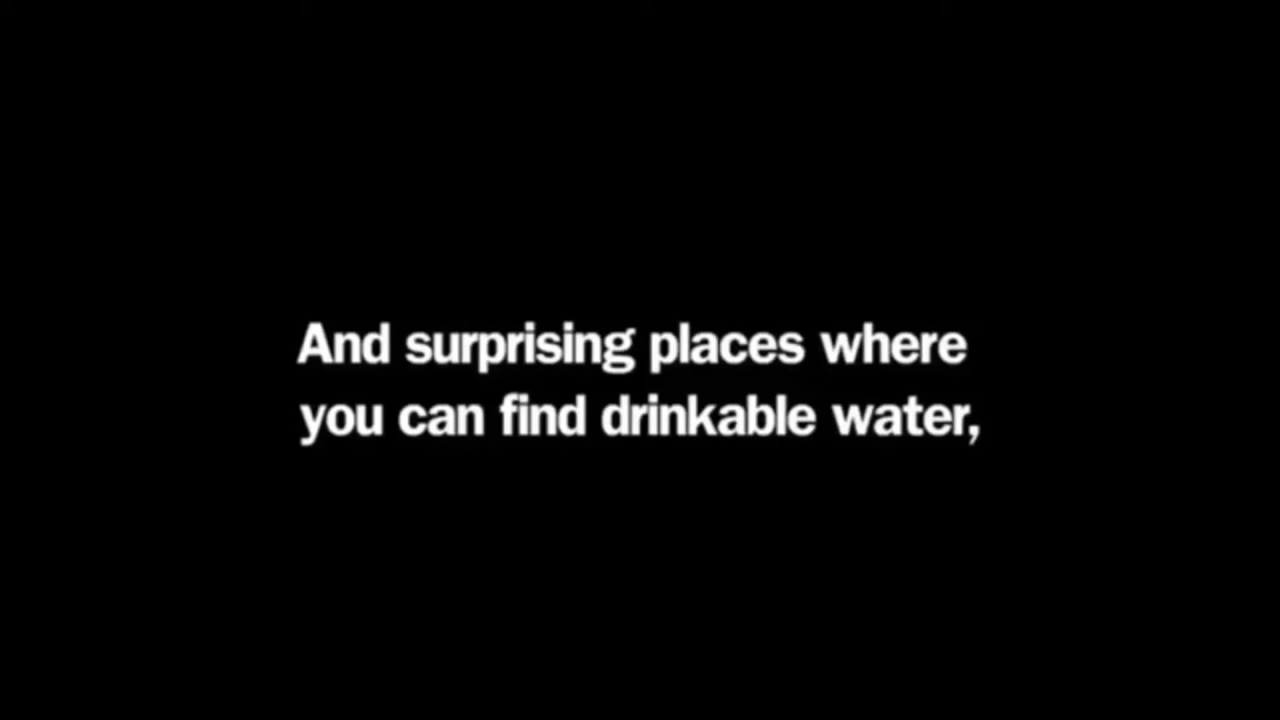 And surprising places where
you can find drinkable water,